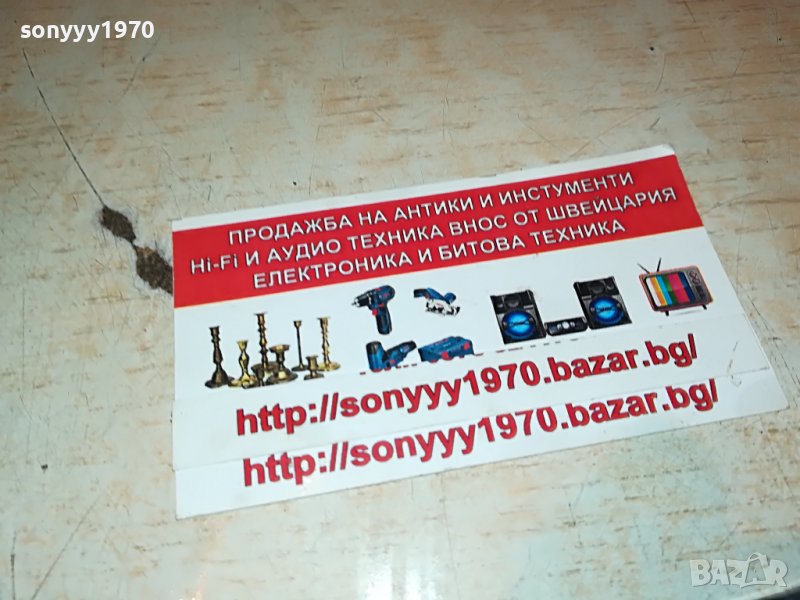 sonyyy1970
ПРОДАЖБА НА АНТИКИ И ИНСТУМЕНТИ
Hi-Fi И АУДИО ТЕХНИКА ВНОС ОТ ШВЕЙЦАРИЯ
ЕЛЕКТРОНИКА И БИТОВА ТЕХНИКА
http://sonyyy1970.bazar.bg/
http://sonyyy1970.bazar.bg/
BAZAR